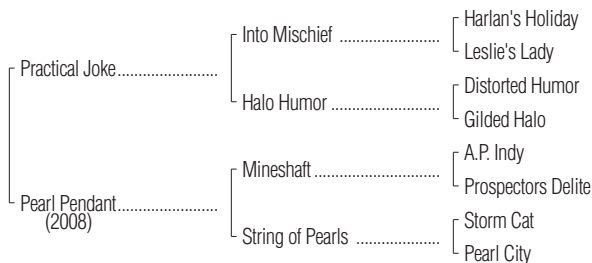 Harlan's Holiday
Into Mischief ........................
Leslie's Lady
Practical Joke........................
Distorted Humor
Halo Humor ..........................
Gilded Halo
A.P. Indy
Mineshaft .............................
Prospectors Delite
Pearl Pendant........................
(2008)
Storm Cat
String of Pearls ....................
Pearl City